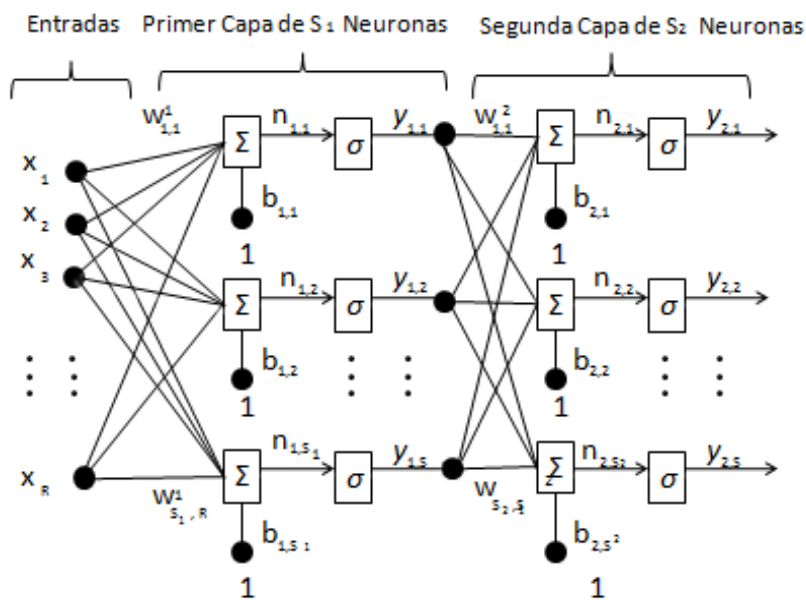 Entradas Primer Capa de S₁ Neuronas Segunda Capa de S₂ Neuronas
w¹₁,₁ n₁,₁ y₁,₁ w²₁,₁ n₂,₁ y₂,₁
Σ σ Σ σ
x₁
b₁,₁ b₂,₁
x₂
1 1
x₃
n₁,₂ y₁,₂ n₂,₂ y₂,₂
Σ σ Σ σ
b₁,₂ b₂,₂
1 1
n₁,S₁ y₁,S n₂,S₂ y₂,S
x_R Σ σ Σ σ
w¹S₁,R w²S₂,S₁
b₁,S₁ b₂,S²
1 1